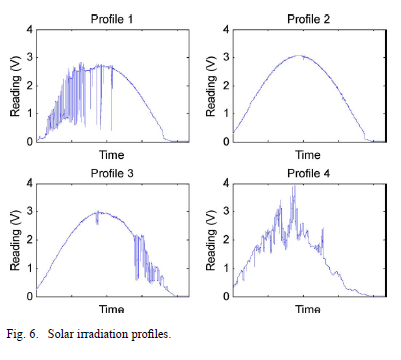 Profile 1
Profile 2
4
3
2
1
0
Reading (V)
Time
4
3
2
1
0
Reading (V)
Time
Profile 3
Profile 4
4
3
2
1
0
Reading (V)
Time
4
3
2
1
0
Reading (V)
Time
Fig. 6. Solar irradiation profiles.